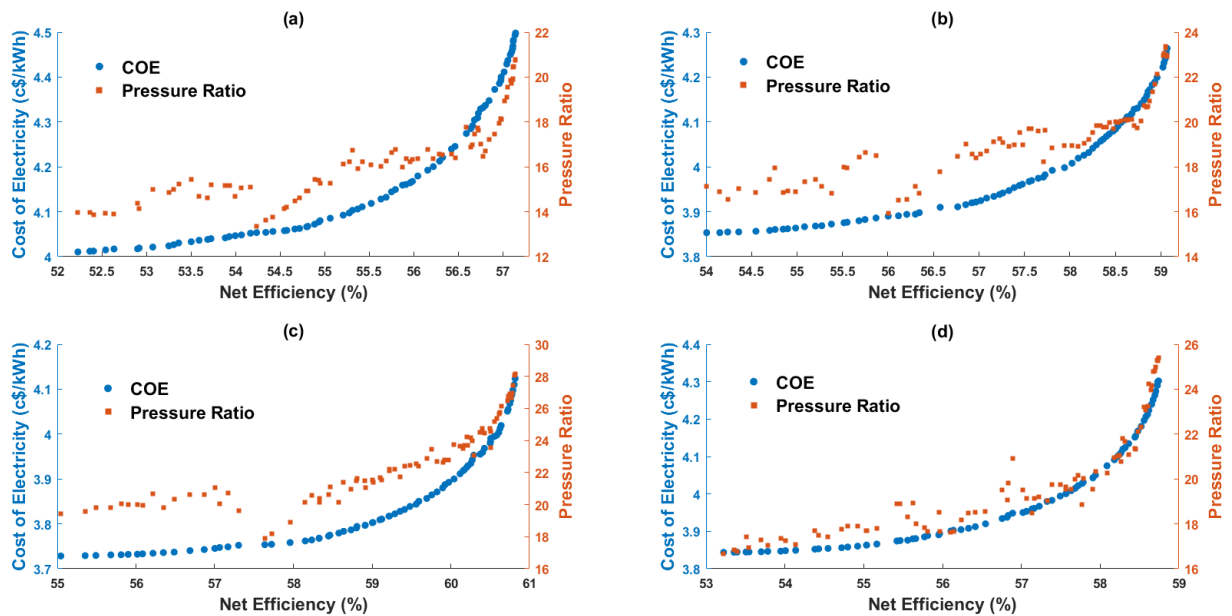 (a)
Cost of Electricity (c$/kWh)
4.5
4.4
4.3
4.2
4.1
4
COE
Pressure Ratio
22
20
18
16
14
12
Pressure Ratio
52 52.5 53 53.5 54 54.5 55 55.5 56 56.5 57
Net Efficiency (%)
(b)
Cost of Electricity (c$/kWh)
4.3
4.2
4.1
4
3.9
3.8
COE
Pressure Ratio
24
22
20
18
16
14
Pressure Ratio
54 54.5 55 55.5 56 56.5 57 57.5 58 58.5 59
Net Efficiency (%)
(c)
Cost of Electricity (c$/kWh)
4.2
4.1
4
3.9
3.8
3.7
COE
Pressure Ratio
30
28
26
24
22
20
18
16
Pressure Ratio
55 56 57 58 59 60 61
Net Efficiency (%)
(d)
Cost of Electricity (c$/kWh)
4.4
4.3
4.2
4.1
4
3.9
3.8
COE
Pressure Ratio
26
24
22
20
18
16
Pressure Ratio
53 54 55 56 57 58 59
Net Efficiency (%)